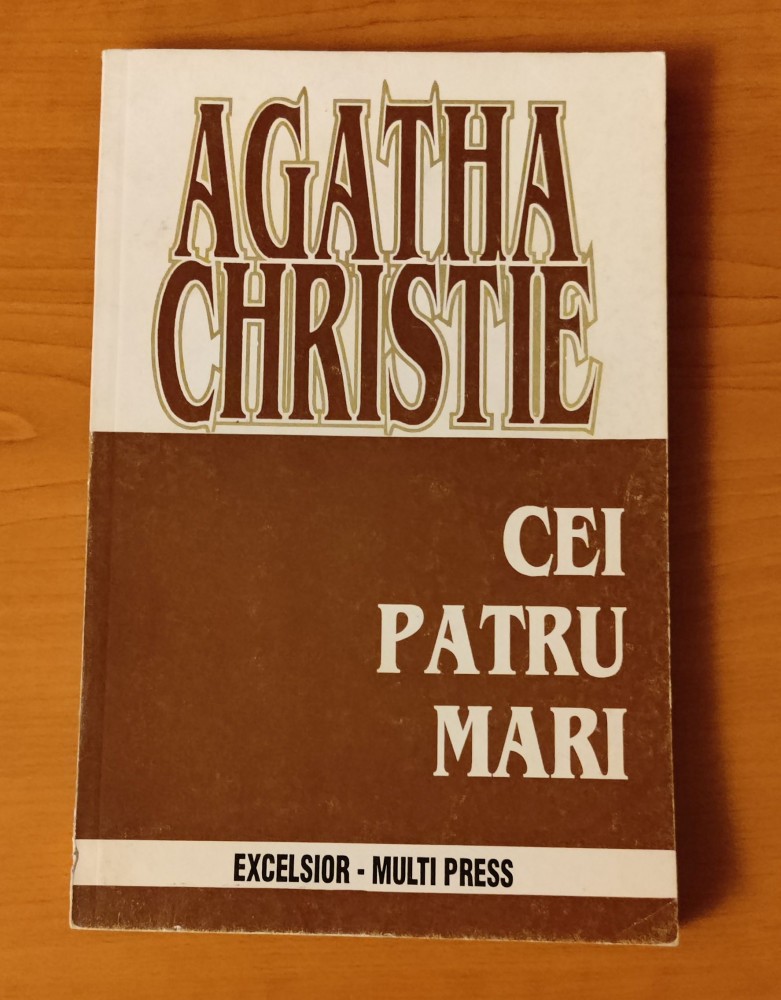 AGATHA
CHRISTIE
CEI
PATRU
MARI
EXCELSIOR - MULTI PRESS